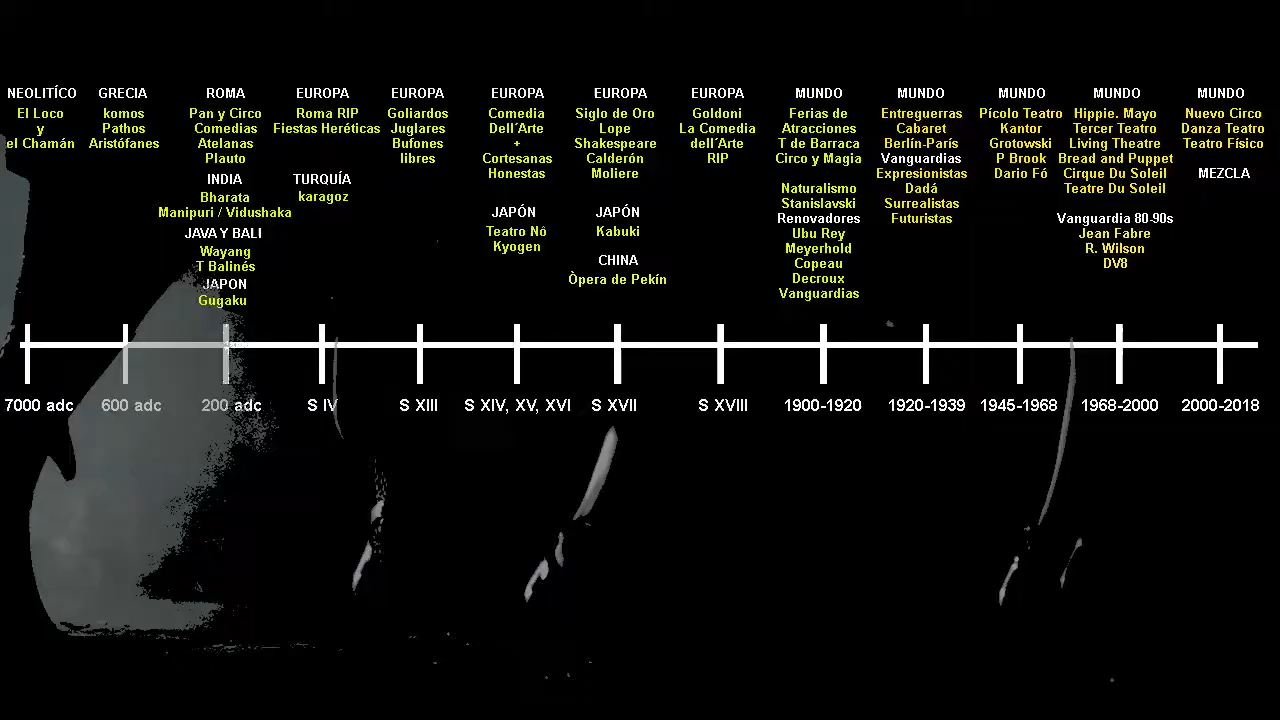 NEOLITÍCO
El Loco
y
el Chamán
GRECIA
komos
Pathos
Aristófanes
ROMA
Pan y Circo
Comedias
Atelanas
Plauto
INDIA
Bharata
Manipuri / Vidushaka
JAVA Y BALI
Wayang
T Balinés
JAPON
Gugaku
EUROPA
Roma RIP
Fiestas Heréticas
TURQUÍA
karagoz
EUROPA
Goliardos
Juglares
Bufones
libres
EUROPA
Comedia
Dell´Arte
+
Cortesanas
Honestas
JAPÓN
Teatro Nô
Kyogen
EUROPA
Siglo de Oro
Lope
Shakespeare
Calderón
Moliere
JAPÓN
Kabuki
CHINA
Òpera de Pekín
EUROPA
Goldoni
La Comedia
dell´Arte
RIP
MUNDO
Ferias de
Atracciones
T de Barraca
Circo y Magia
Naturalismo
Stanislavski
Renovadores
Ubu Rey
Meyerhold
Copeau
Decroux
Vanguardias
MUNDO
Entreguerras
Cabaret
Berlín-París
Vanguardias
Expresionistas
Dadá
Surrealistas
Futuristas
MUNDO
Pícolo Teatro
Kantor
Grotowski
P Brook
Dario Fó
MUNDO
Hippie. Mayo
Tercer Teatro
Living Theatre
Bread and Puppet
Cirque Du Soleil
Teatre Du Soleil
Vanguardia 80-90s
Jean Fabre
R. Wilson
DV8
MUNDO
Nuevo Circo
Danza Teatro
Teatro Físico
MEZCLA
7000 adc
600 adc
200 adc
S IV
S XIII
S XIV, XV, XVI
S XVII
S XVIII
1900-1920
1920-1939
1945-1968
1968-2000
2000-2018